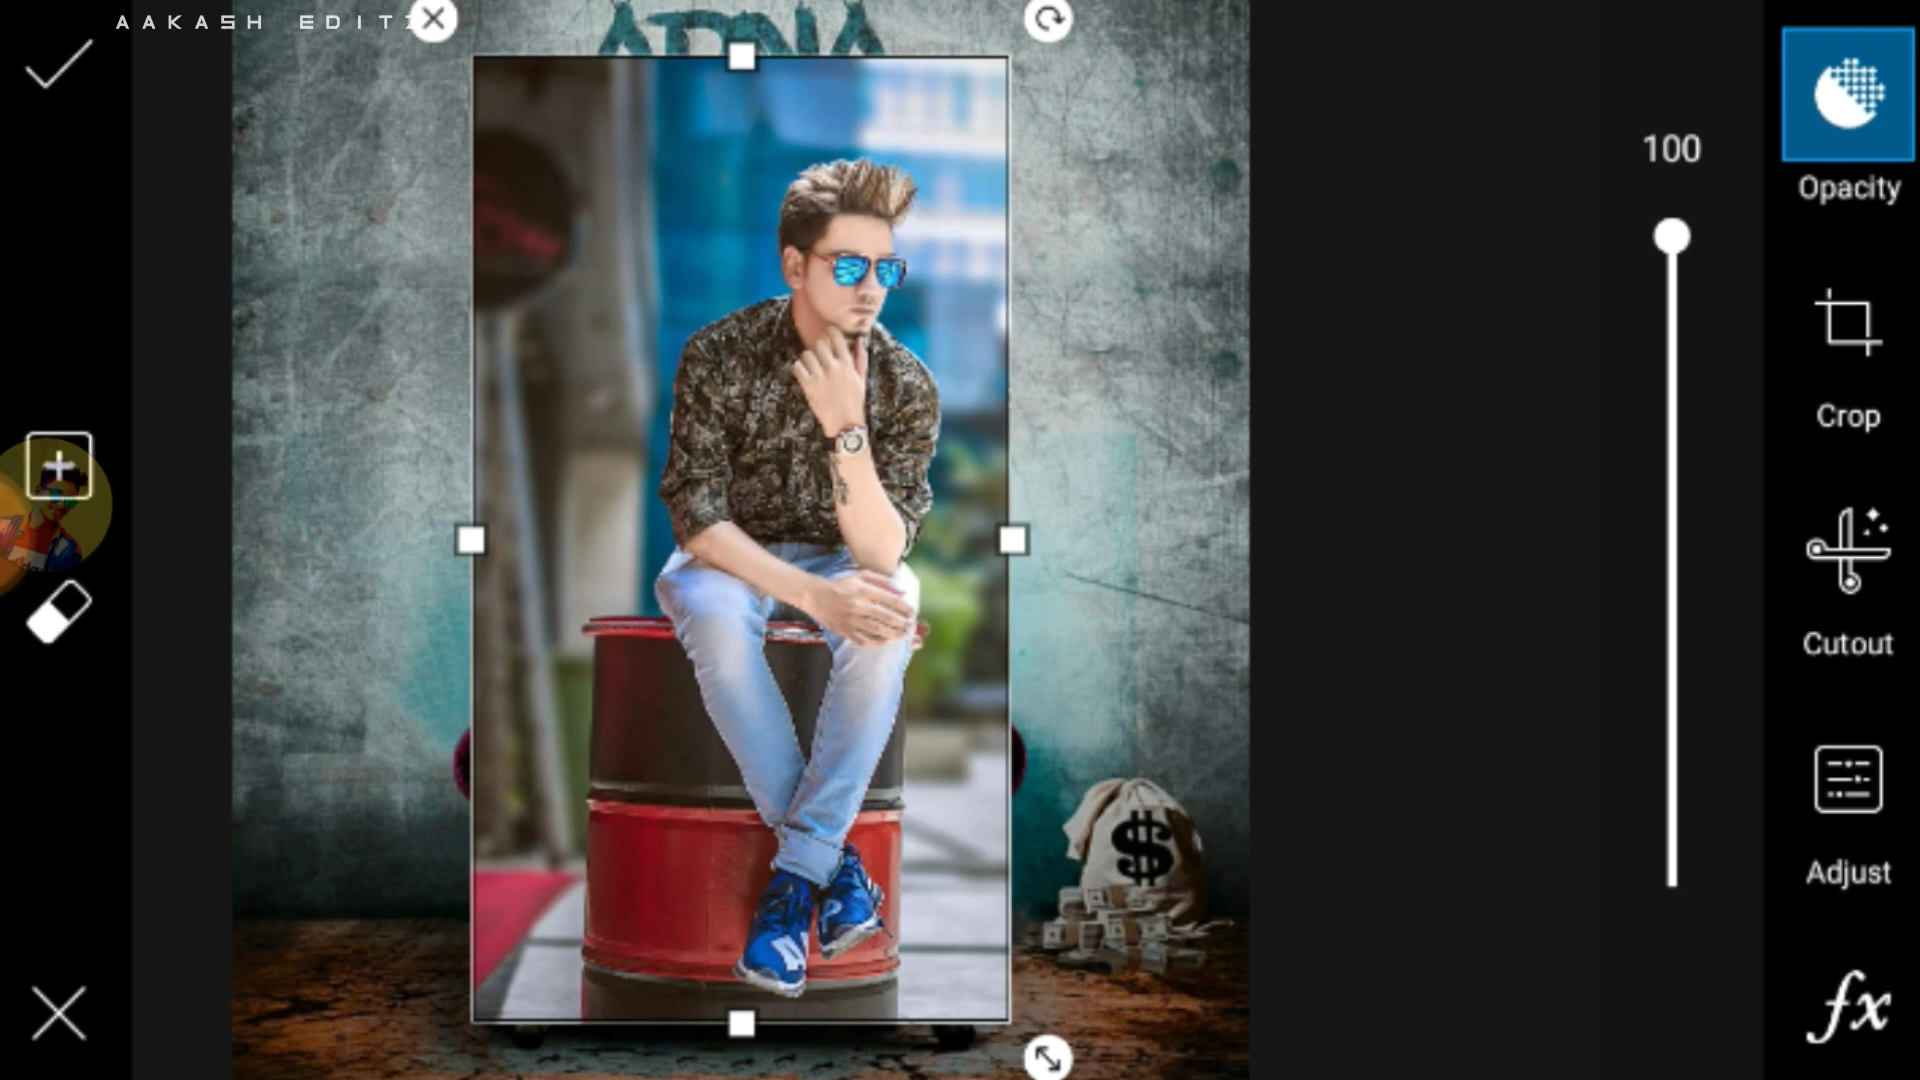 AAKASH EDITZ
100
Opacity
Crop
Cutout
Adjust
fx
$